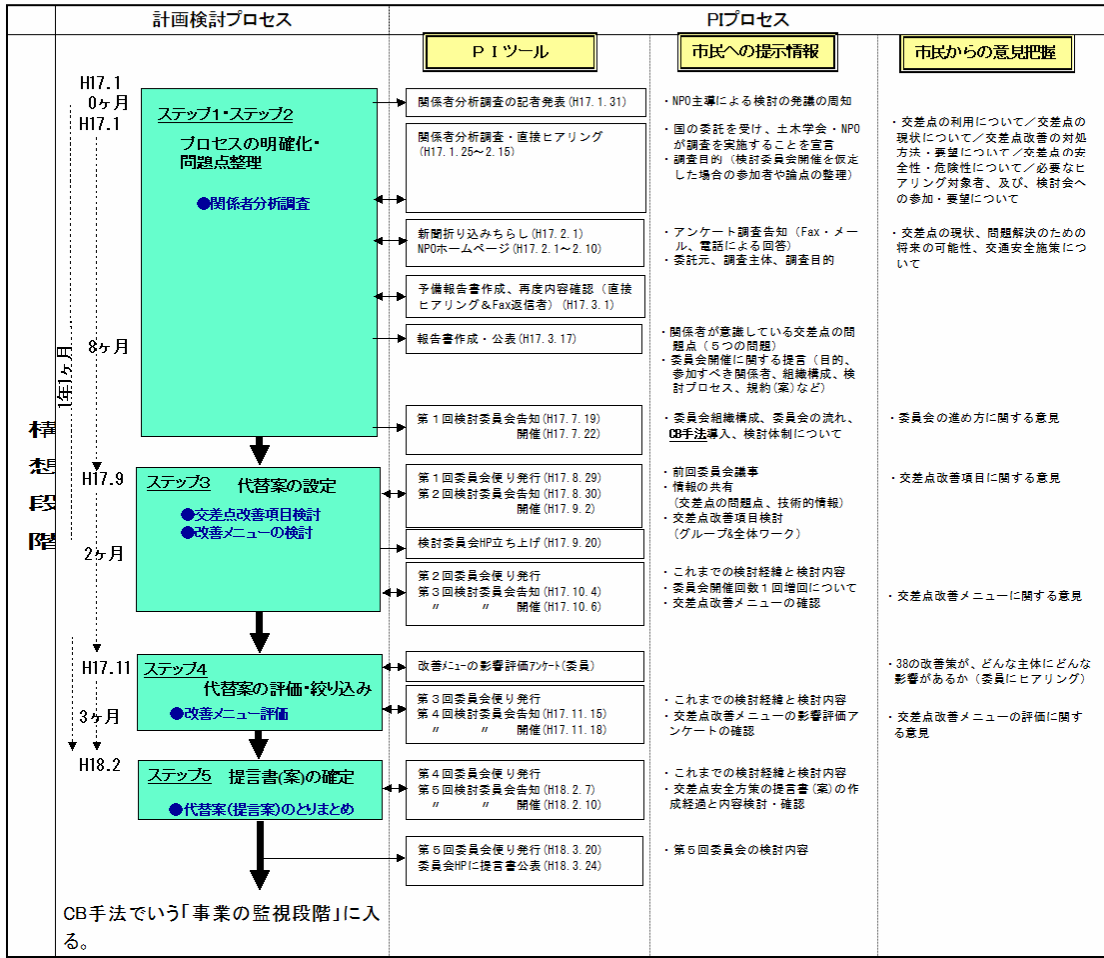 計画検討プロセス
PIプロセス
ＰＩツール
市民への提示情報
市民からの意見把握
構想段階
1年1ヶ月
H17.1
0ヶ月
H17.1
8ヶ月
H17.9
2ヶ月
H17.11
3ヶ月
H18.2
ステップ1・ステップ2
プロセスの明確化・
問題点整理
●関係者分析調査
関係者分析調査の記者発表(H17.1.31)
・NPO主導による検討の発議の周知
関係者分析調査・直接ヒアリング
(H17.1.25～2.15)
・国の委託を受け、土木学会・NPO
が調査を実施することを宣言
・調査目的（検討委員会開催を仮定
した場合の参加者や論点の整理）
・交差点の利用について／交差点の
現状について／交差点改善の対処
方法・要望について／交差点の安
全性・危険性について／必要なヒ
アリング対象者、及び、検討会へ
の参加・要望について
新聞折り込みちらし(H17.2.1)
NPOホームページ(H17.2.1～2.10)
・アンケート調査告知（Fax・メー
ル、電話による回答）
・委託元、調査主体、調査目的
・交差点の現状、問題解決のための
将来の可能性、交通安全施策につ
いて
予備報告書作成、再度内容確認（直接
ヒアリング＆Fax返信者）(H17.3.1)
報告書作成・公表(H17.3.17)
・関係者が意識している交差点の問
題点（５つの問題）
・委員会開催に関する提言（目的、
参加すべき関係者、組織構成、検
討プロセス、規約(案)など）
第１回検討委員会告知(H17.7.19)
開催(H17.7.22)
・委員会組織構成、委員会の流れ、
CB手法導入、検討体制について
・委員会の進め方に関する意見
ステップ3 代替案の設定
●交差点改善項目検討
●改善メニューの検討
第１回委員会便り発行(H17.8.29)
第２回検討委員会告知(H17.8.30)
開催(H17.9.2)
・前回委員会議事
・情報の共有
(交差点の問題点、技術的情報)
・交差点改善項目検討
(グループ&全体ワーク)
・交差点改善項目に関する意見
検討委員会HP立ち上げ(H17.9.20)
第２回委員会便り発行
第３回検討委員会告知(H17.10.4)
〃 〃 開催(H17.10.6)
・これまでの検討経緯と検討内容
・委員会開催回数１回増回について
・交差点改善メニューの確認
・交差点改善メニューに関する意見
ステップ4
代替案の評価・絞り込み
●改善メニュー評価
改善ﾒﾆｭｰの影響評価ｱﾝｹｰﾄ(委員)
・38の改善策が、どんな主体にどんな
影響があるか（委員にヒアリング）
第３回委員会便り発行
第４回検討委員会告知(H17.11.15)
〃 〃 開催(H17.11.18)
・これまでの検討経緯と検討内容
・交差点改善メニューの影響評価ア
ンケートの確認
・交差点改善メニューの評価に関す
る意見
ステップ5 提言書(案)の確定
●代替案(提言案)のとりまとめ
第４回委員会便り発行
第５回検討委員会告知(H18.2.7)
〃 〃 開催(H18.2.10)
・これまでの検討経緯と検討内容
・交差点安全方策の提言書(案)の作
成経過と内容検討・確認
第５回委員会便り発行(H18.3.20)
委員会HPに提言書公表(H18.3.24)
・第５回委員会の検討内容
CB手法でいう「事業の監視段階」に入
る。